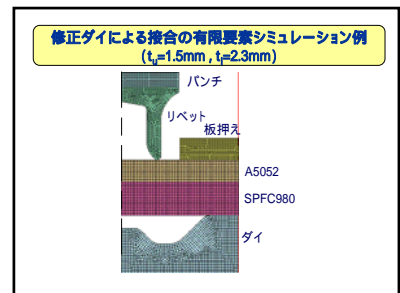 修正ダイによる接合の有限要素シミュレーション例
(tu=1.5mm , tl=2.3mm)
パンチ
リベット
板押え
A5052
SPFC980
ダイ